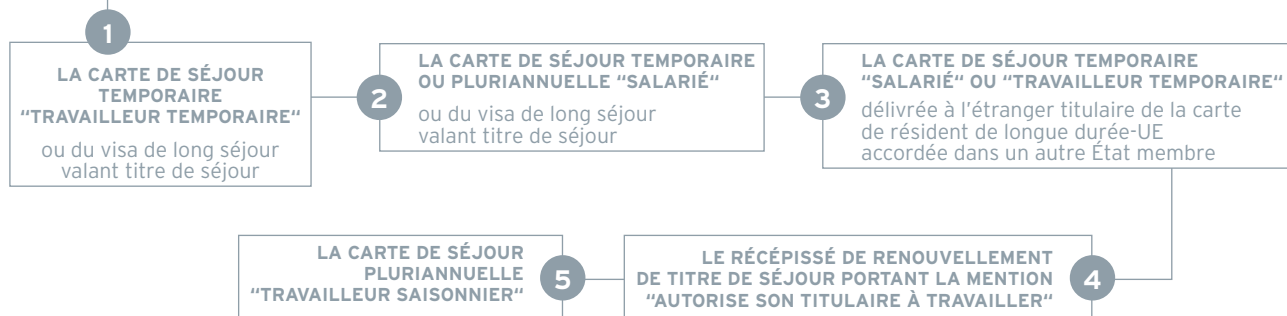 1
LA CARTE DE SÉJOUR
TEMPORAIRE
“TRAVAILLEUR TEMPORAIRE“
ou du visa de long séjour
valant titre de séjour
2
LA CARTE DE SÉJOUR TEMPORAIRE
OU PLURIANNUELLE “SALARIÉ“
ou du visa de long séjour
valant titre de séjour
3
LA CARTE DE SÉJOUR TEMPORAIRE
“SALARIÉ“ OU “TRAVAILLEUR TEMPORAIRE“
délivrée à l’étranger titulaire de la carte
de résident de longue durée-UE
accordée dans un autre État membre
4
LE RÉCÉPISSÉ DE RENOUVELLEMENT
DE TITRE DE SÉJOUR PORTANT LA MENTION
“AUTORISE SON TITULAIRE À TRAVAILLER“
5
LA CARTE DE SÉJOUR
PLURIANNUELLE
“TRAVAILLEUR SAISONNIER“